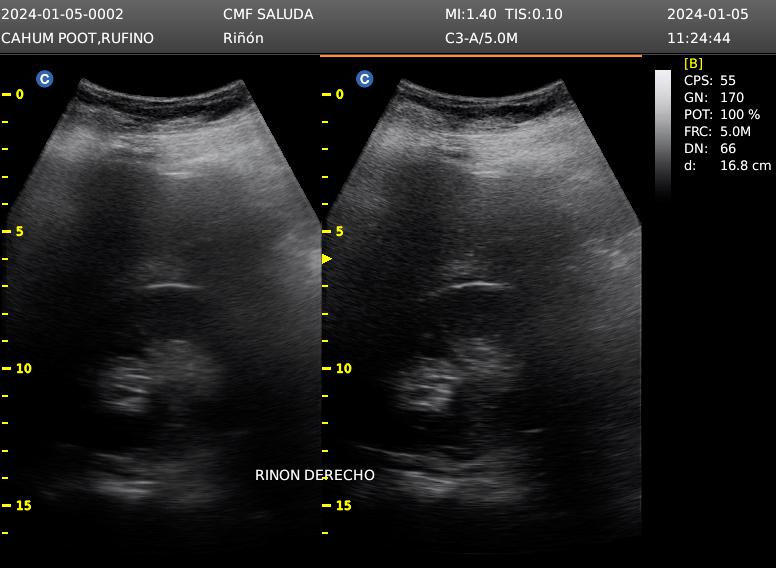 2024-01-05-0002 CMF SALUDA MI:1.40 TIS:0.10 2024-01-05
CAHUM POOT,RUFINO Riñón C3-A/5.0M 11:24:44
C C
[B]
CPS: 55
GN: 170
POT: 100 %
FRC: 5.0M
DN: 66
d: 16.8 cm
0 0
5 5
10 10
RINON DERECHO
15 15